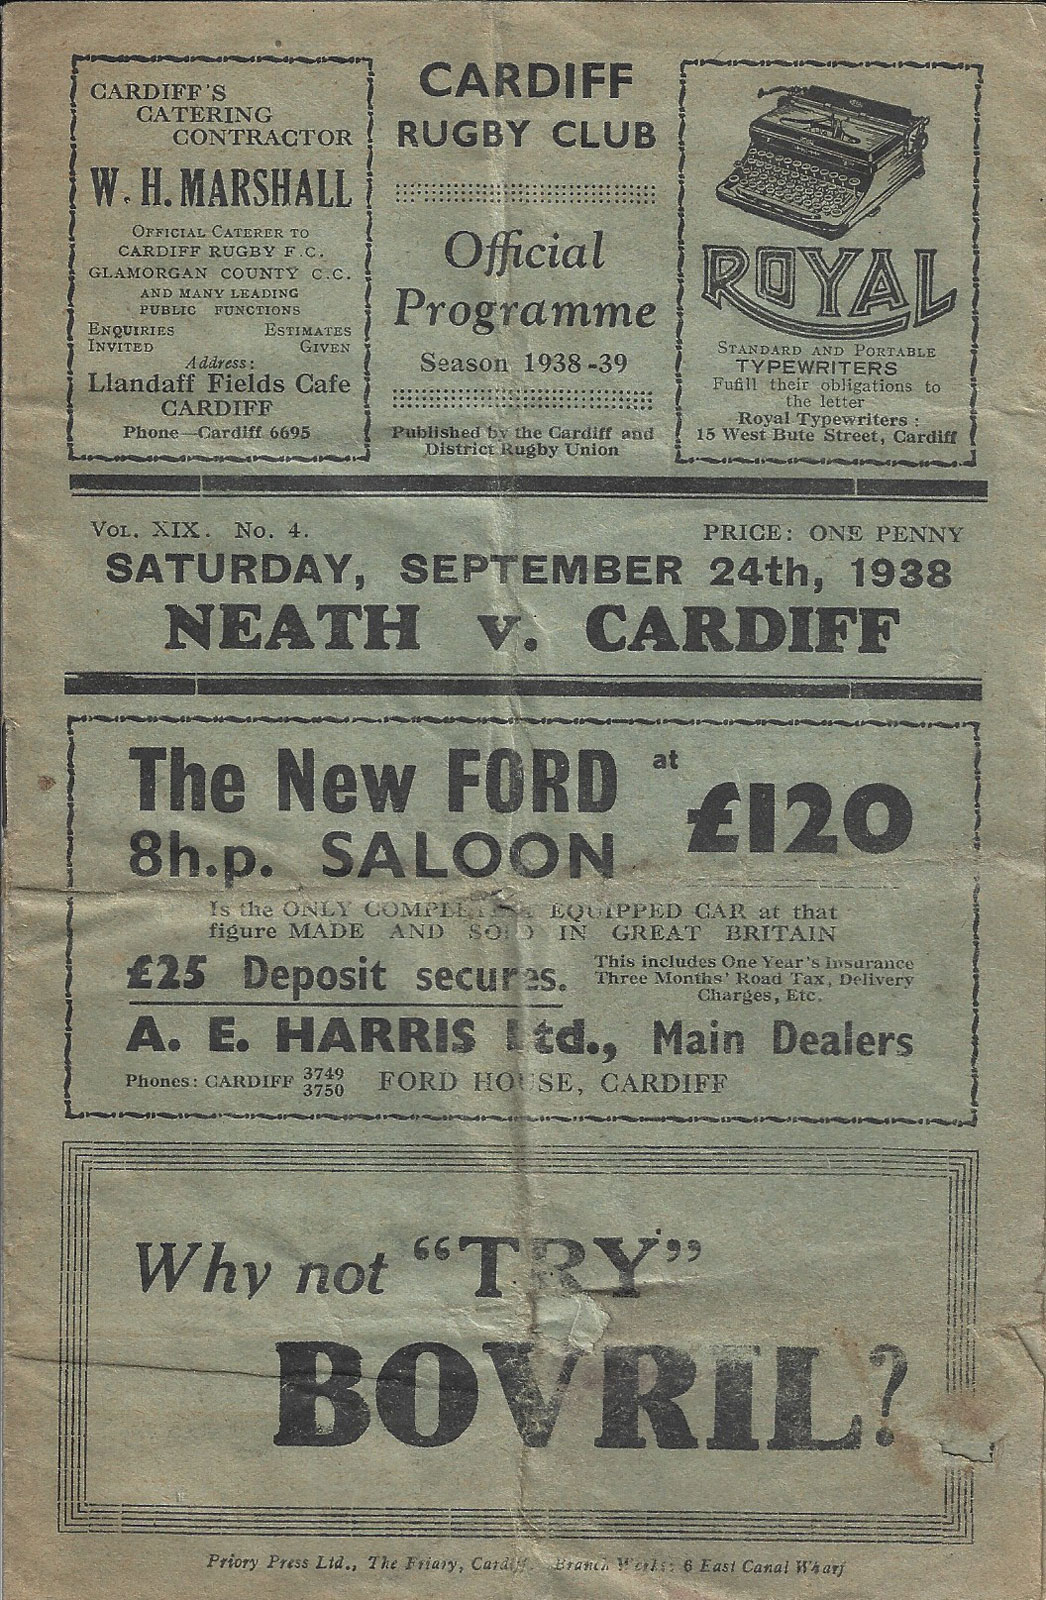 CARDIFF'S
CATERING
CONTRACTOR
W. H. MARSHALL
OFFICIAL CATERER TO
CARDIFF RUGBY F.C.
GLAMORGAN COUNTY C.C.
AND MANY LEADING
PUBLIC FUNCTIONS
ENQUIRIES ESTIMATES
INVITED GIVEN
Address:
Llandaff Fields Cafe
CARDIFF
Phone—Cardiff 6695
CARDIFF
RUGBY CLUB
Official
Programme
Season 1938-39
Published by the Cardiff and
District Rugby Union
ROYAL
STANDARD AND PORTABLE
TYPEWRITERS
Fufill their obligations to
the letter
Royal Typewriters :
15 West Bute Street, Cardiff
VOL. XIX. No. 4. PRICE: ONE PENNY
SATURDAY, SEPTEMBER 24th, 1938
NEATH v. CARDIFF
The New FORD at £120
8h.p. SALOON
Is the ONLY COMPLETELY EQUIPPED CAR at that
figure MADE AND SOLD IN GREAT BRITAIN
£25 Deposit secures.
This includes One Year's Insurance
Three Months' Road Tax, Delivery
Charges, Etc.
A. E. HARRIS Ltd., Main Dealers
Phones: CARDIFF 3749
3750 FORD HOUSE, CARDIFF
Why not "TRY"
BOVRIL?
Priory Press Ltd., The Friary, Cardiff. Branch Works: 6 East Canal Wharf